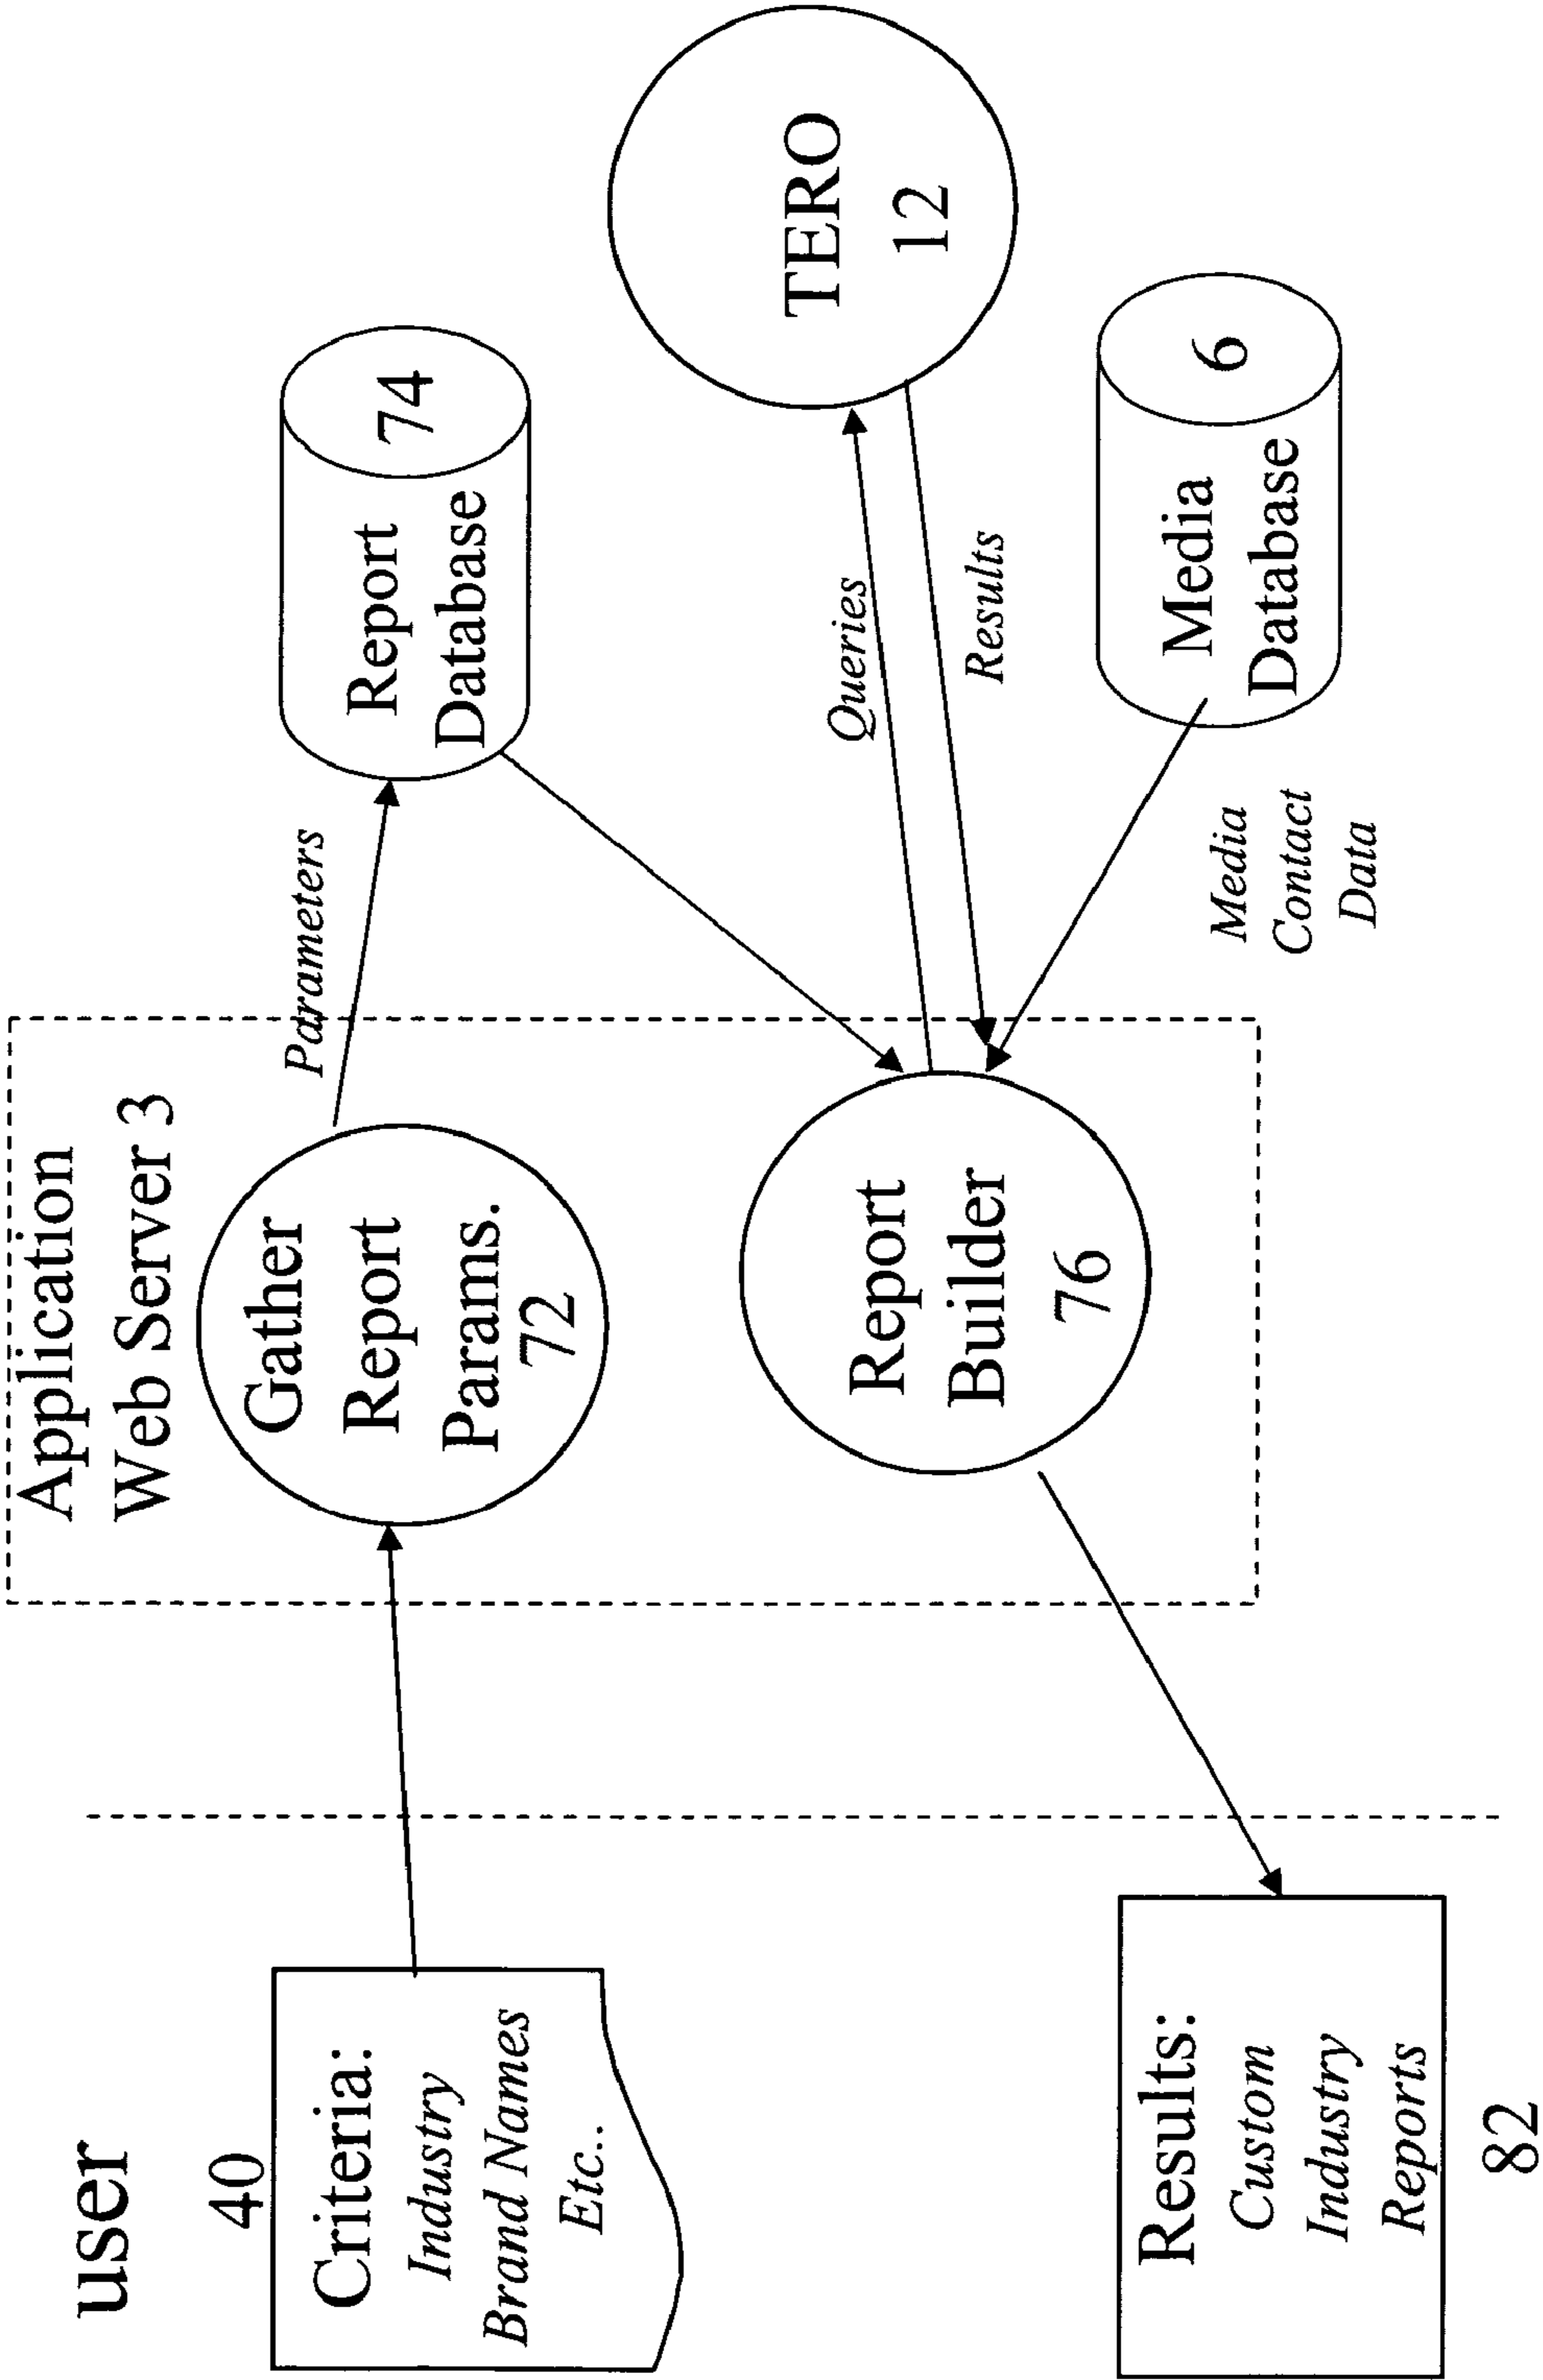 user
40
Criteria:
Industry
Brand Names
Etc..
Results:
Custom
Industry
Reports
82
Application
Web Server 3
Gather
Report
Params.
72
Report
Builder
76
Parameters
Report
Database
74
Queries
Results
TERO
12
Media
Contact
Data
Media
Database
6